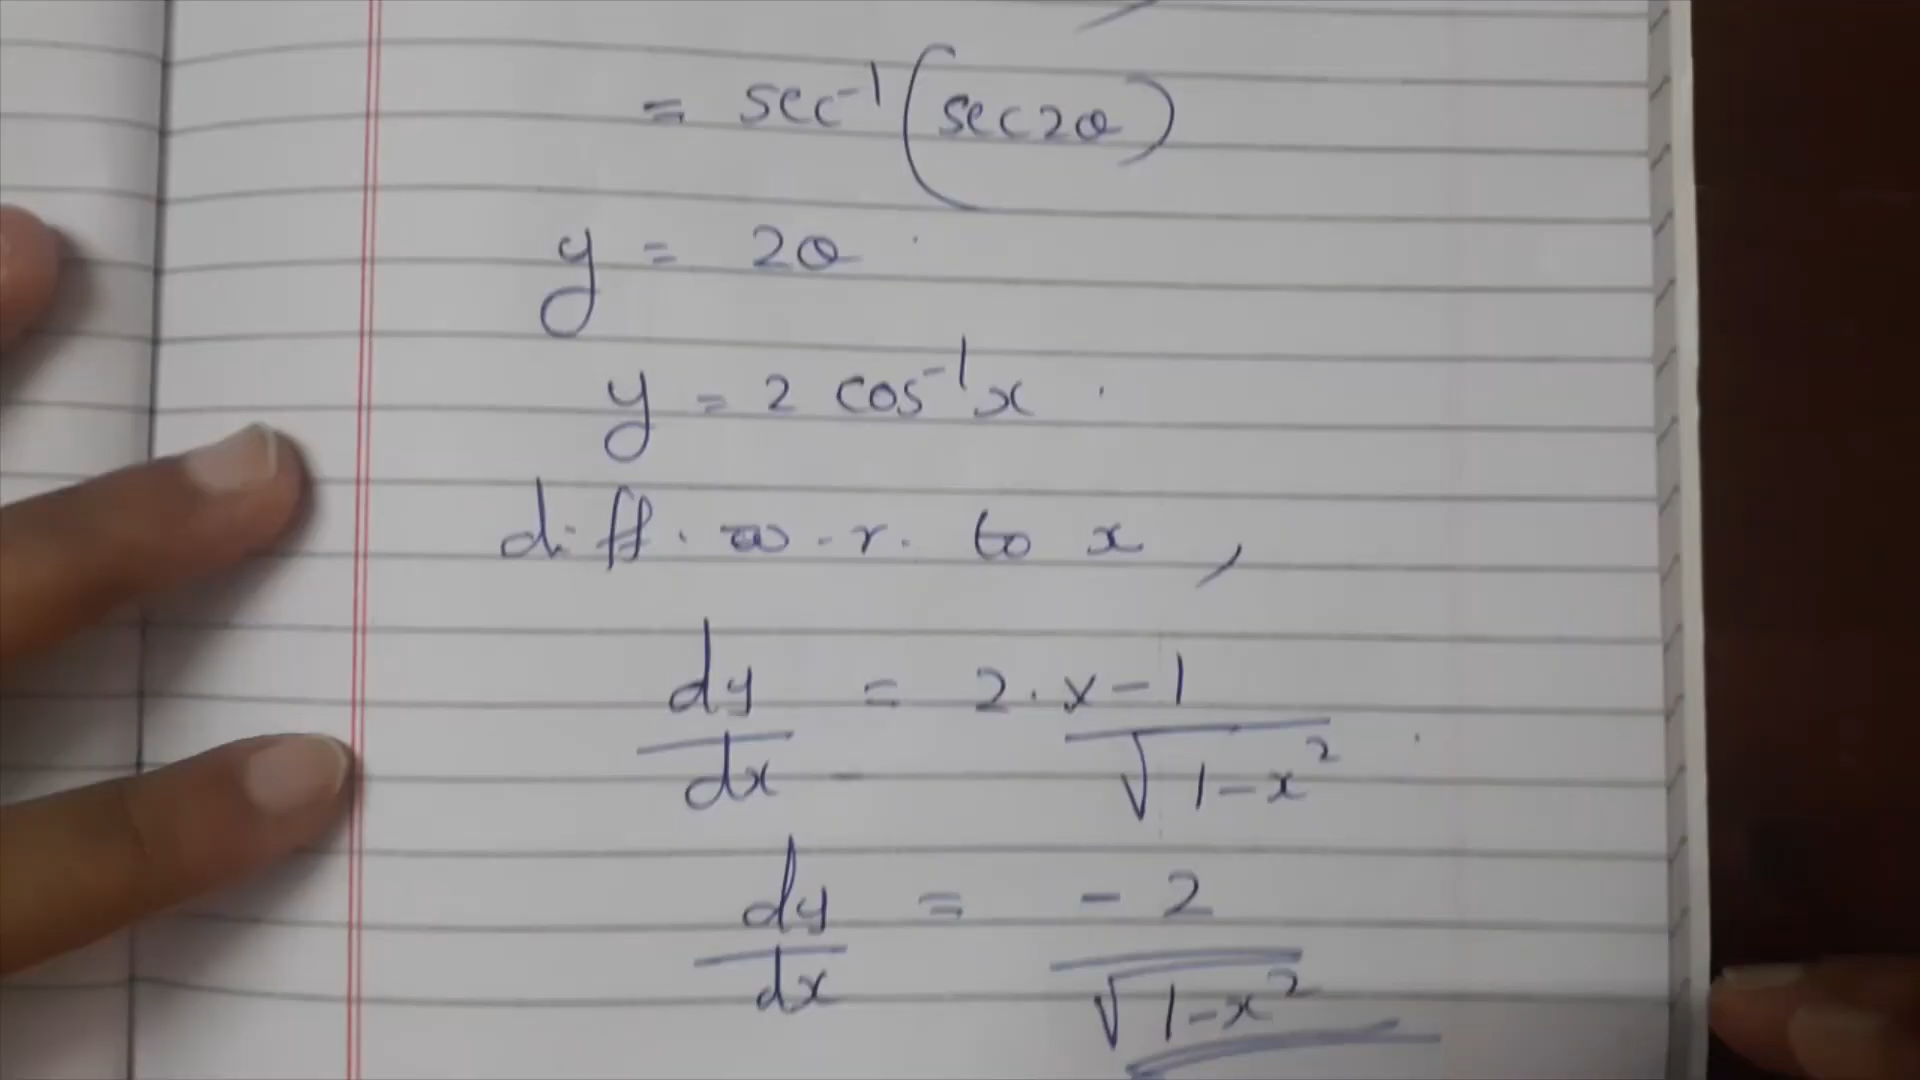 = sec⁻¹(sec2θ)
y = 2θ
y = 2 cos⁻¹x
diff. w.r. to x,
dy/dx = 2. x -1/√1-x²
dy/dx = -2/√1-x²